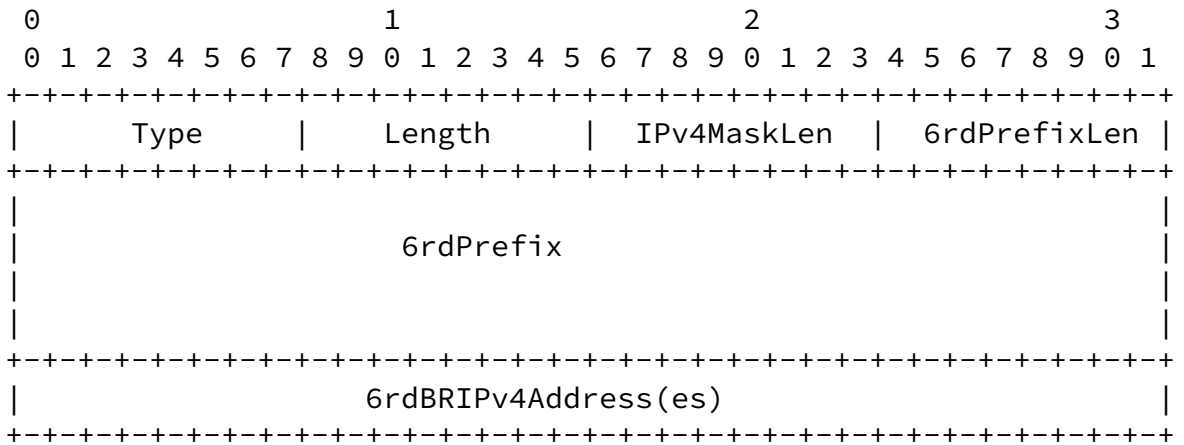 0                   1                   2                   3
 0 1 2 3 4 5 6 7 8 9 0 1 2 3 4 5 6 7 8 9 0 1 2 3 4 5 6 7 8 9 0 1
+-+-+-+-+-+-+-+-+-+-+-+-+-+-+-+-+-+-+-+-+-+-+-+-+-+-+-+-+-+-+-+-+
|      Type     |    Length     |  IPv4MaskLen  |  6rdPrefixLen |
+-+-+-+-+-+-+-+-+-+-+-+-+-+-+-+-+-+-+-+-+-+-+-+-+-+-+-+-+-+-+-+-+
|                                                               |
|                     6rdPrefix                                 |
|                                                               |
|                                                               |
+-+-+-+-+-+-+-+-+-+-+-+-+-+-+-+-+-+-+-+-+-+-+-+-+-+-+-+-+-+-+-+-+
|                   6rdBRIPv4Address(es)                        |
+-+-+-+-+-+-+-+-+-+-+-+-+-+-+-+-+-+-+-+-+-+-+-+-+-+-+-+-+-+-+-+-+